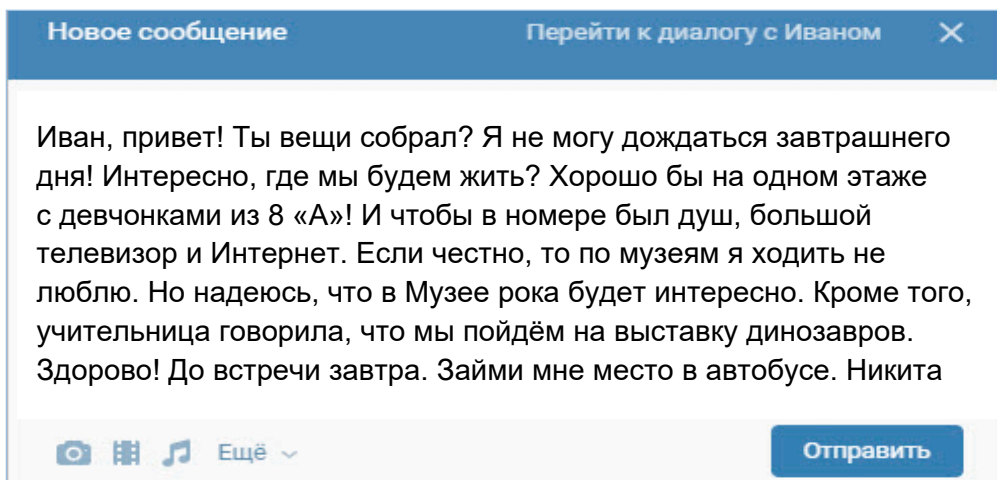 Новое сообщение Перейти к диалогу с Иваном
Иван, привет! Ты вещи собрал? Я не могу дождаться завтрашнего
дня! Интересно, где мы будем жить? Хорошо бы на одном этаже
с девчонками из 8 «А»! И чтобы в номере был душ, большой
телевизор и Интернет. Если честно, то по музеям я ходить не
люблю. Но надеюсь, что в Музее рока будет интересно. Кроме того,
учительница говорила, что мы пойдём на выставку динозавров.
Здорово! До встречи завтра. Займи мне место в автобусе. Никита
Ещё Отправить